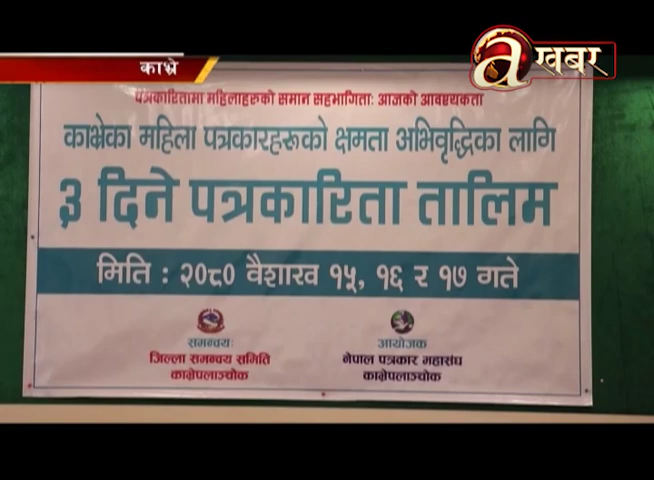 काभ्रे
a खबर
पत्रकारितामा महिलाहरुको समान सहभागिताः आजको आवश्यकता
काभ्रेका महिला पत्रकारहरूको क्षमता अभिवृद्धिका लागि
३ दिने पत्रकारिता तालिम
मिति : २०८० वैशाख १५, १६ र १७ गते
समन्वयः
जिल्ला समन्वय समिति
काभ्रेपलाञ्चोक
आयोजक
नेपाल पत्रकार महासंघ
काभ्रेपलाञ्चोक